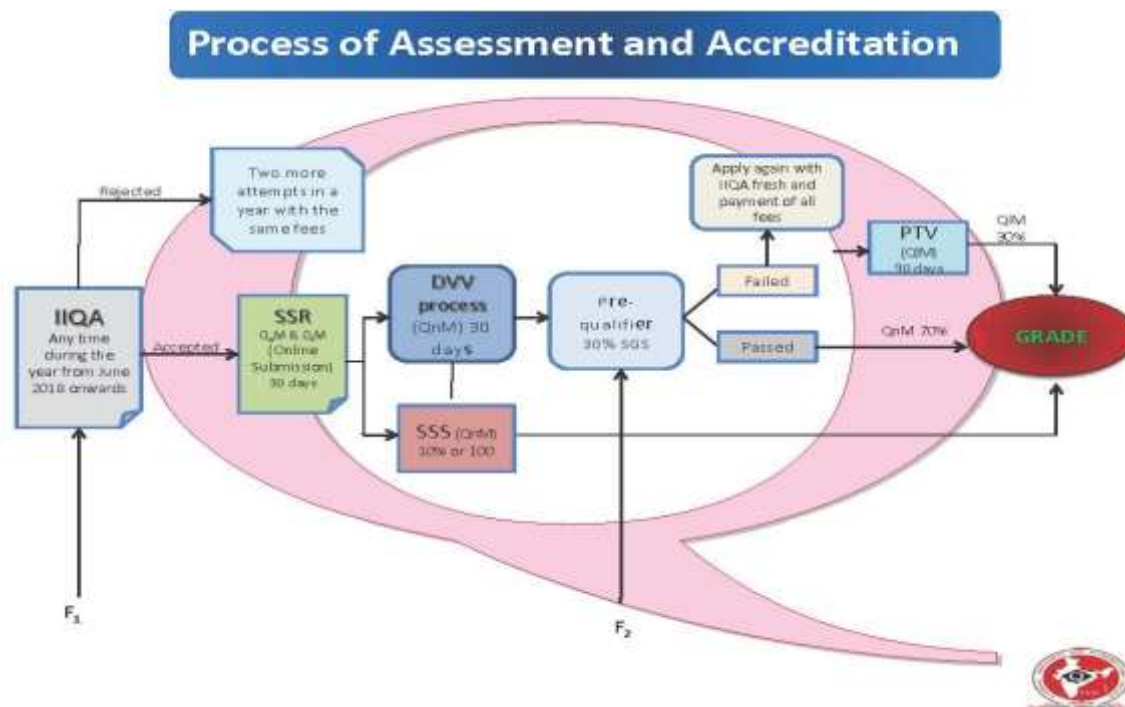 Process of Assessment and Accreditation
Two more
attempts in a
year with the
same fees
Rejected
Apply again with
IIQA fresh and
payment of all
fees
QlM
30%
PTV
(QlM)
90 days
Failed
IIQA
Any time
during the
year from June
2018 onwards
Accepted
SSR
QnM & QlM
(Online
Submission)
DVV
process
(QnM) 30
days
Pre-
qualifier
30% SGS
Passed
QnM 70%
GRADE
SSS (QnM)
10% or 100
F1
F2